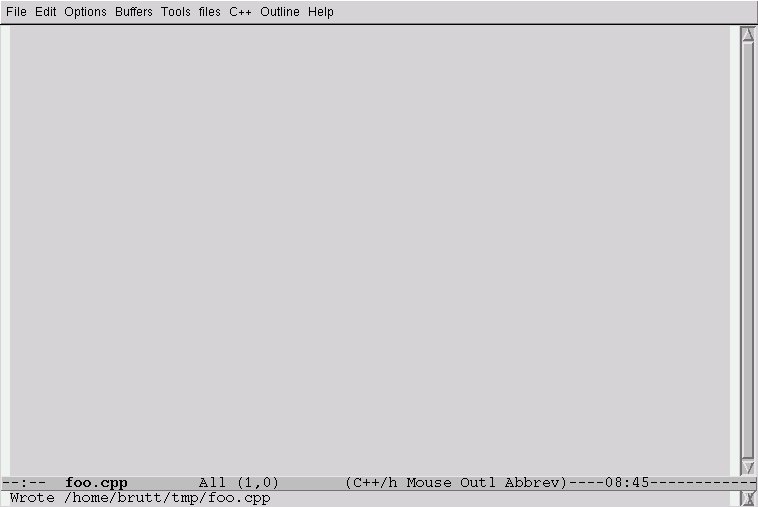 File Edit Options Buffers Tools files C++ Outline Help
--:-- foo.cpp All (1,0) (C++/h Mouse Outl Abbrev)----08:45------------
Wrote /home/brutt/tmp/foo.cpp